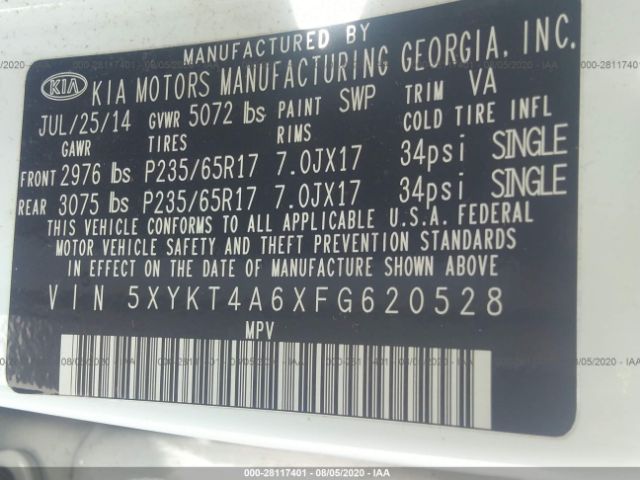 MANUFACTURED BY
KIA KIA MOTORS MANUFACTURING GEORGIA, INC.
JUL/25/14 GVWR 5072 lbs PAINT SWP TRIM VA
GAWR TIRES RIMS COLD TIRE INFL
FRONT 2976 lbs P235/65R17 7.0JX17 34psi SINGLE
REAR 3075 lbs P235/65R17 7.0JX17 34psi SINGLE
THIS VEHICLE CONFORMS TO ALL APPLICABLE U.S.A. FEDERAL
MOTOR VEHICLE SAFETY AND THEFT PREVENTION STANDARDS
IN EFFECT ON THE DATE OF MANUFACTURE SHOWN ABOVE
VIN 5XYKT4A6XFG620528
MPV
000-28117401 - 08/05/2020 - IAA